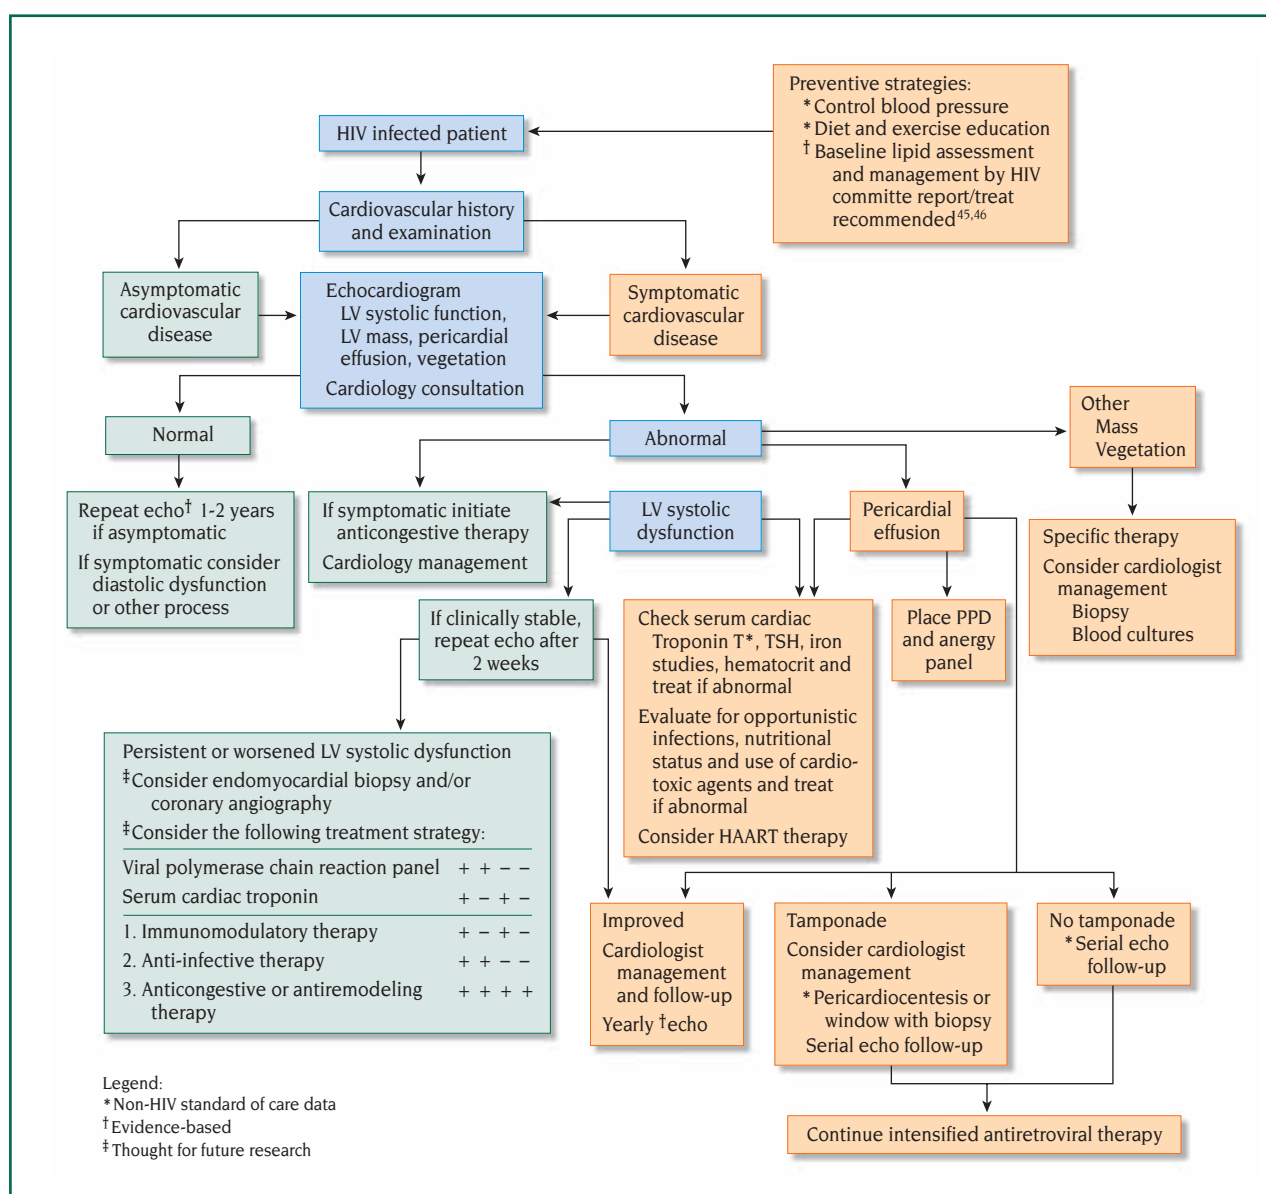 Preventive strategies:
* Control blood pressure
* Diet and exercise education
† Baseline lipid assessment
and management by HIV
committe report/treat
recommended45,46
HIV infected patient
Cardiovascular history
and examination
Asymptomatic
cardiovascular
disease
Echocardiogram
LV systolic function,
LV mass, pericardial
effusion, vegetation
Cardiology consultation
Symptomatic
cardiovascular
disease
Normal
Abnormal
Other
Mass
Vegetation
Repeat echo† 1-2 years
if asymptomatic
If symptomatic consider
diastolic dysfunction
or other process
If symptomatic initiate
anticongestive therapy
Cardiology management
LV systolic
dysfunction
Pericardial
effusion
Specific therapy
Consider cardiologist
management
Biopsy
Blood cultures
If clinically stable,
repeat echo after
2 weeks
Check serum cardiac
Troponin T*, TSH, iron
studies, hematocrit and
treat if abnormal
Evaluate for opportunistic
infections, nutritional
status and use of cardio-
toxic agents and treat
if abnormal
Consider HAART therapy
Place PPD
and anergy
panel
Persistent or worsened LV systolic dysfunction
‡Consider endomyocardial biopsy and/or
coronary angiography
‡Consider the following treatment strategy:
Viral polymerase chain reaction panel + + – –
Serum cardiac troponin + – + –
1. Immunomodulatory therapy + – + –
2. Anti-infective therapy + + – –
3. Anticongestive or antiremodeling + + + +
therapy
Improved
Cardiologist
management
and follow-up
Yearly †echo
Tamponade
Consider cardiologist
management
* Pericardiocentesis or
window with biopsy
Serial echo follow-up
No tamponade
* Serial echo
follow-up
Continue intensified antiretroviral therapy
Legend:
* Non-HIV standard of care data
† Evidence-based
‡ Thought for future research